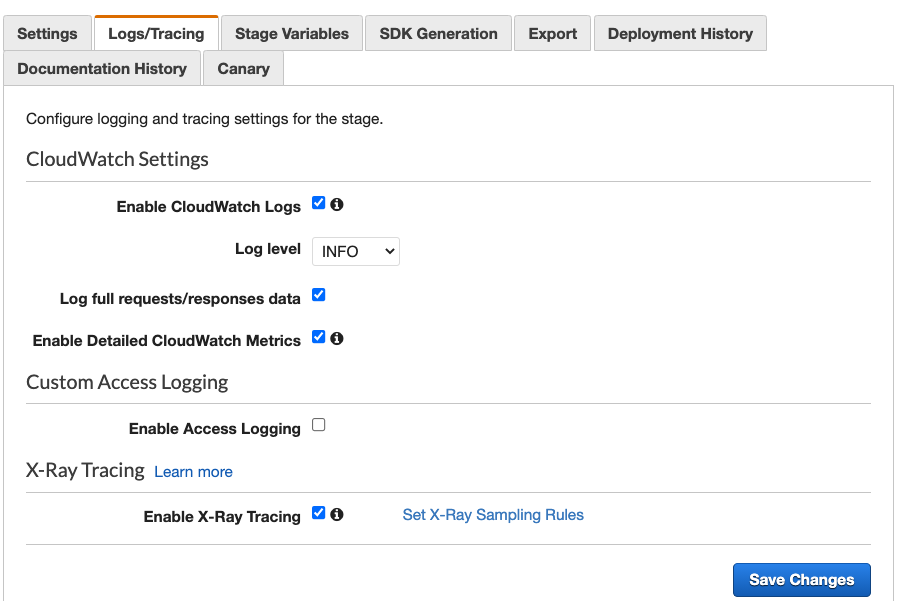 Settings
Logs/Tracing
Stage Variables
SDK Generation
Export
Deployment History
Documentation History
Canary
Configure logging and tracing settings for the stage.
CloudWatch Settings
Enable CloudWatch Logs
Log level INFO
Log full requests/responses data
Enable Detailed CloudWatch Metrics
Custom Access Logging
Enable Access Logging
X-Ray Tracing Learn more
Enable X-Ray Tracing Set X-Ray Sampling Rules
Save Changes